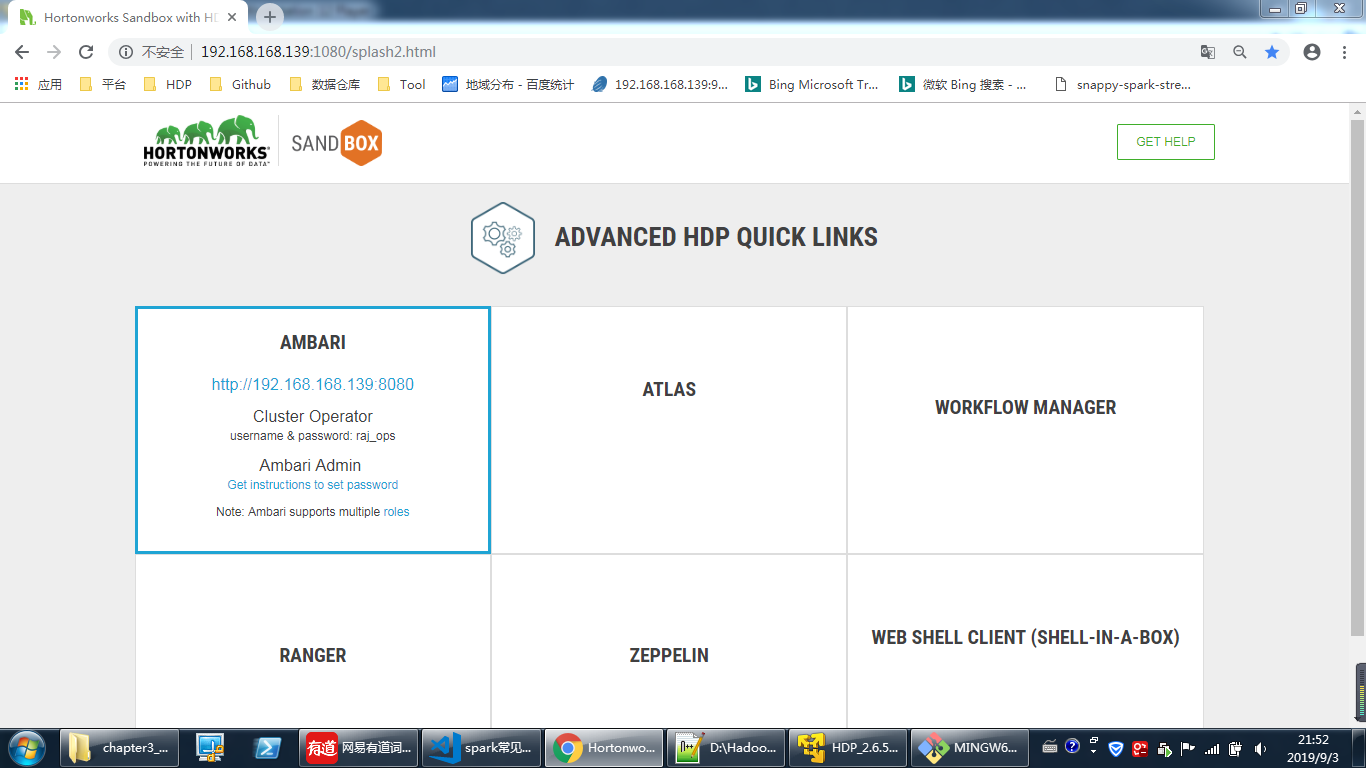 Hortonworks Sandbox with HD
不安全
192.168.168.139:1080/splash2.html
应用
平台
HDP
Github
数据仓库
Tool
地域分布 - 百度统计
192.168.168.139:9...
Bing Microsoft Tr...
微软 Bing 搜索 - ...
snappy-spark-stre...
HORTONWORKS
POWERING THE FUTURE OF DATA
SANDBOX
GET HELP
ADVANCED HDP QUICK LINKS
AMBARI
http://192.168.168.139:8080
Cluster Operator
username & password: raj_ops
Ambari Admin
Get instructions to set password
Note: Ambari supports multiple roles
ATLAS
WORKFLOW MANAGER
RANGER
ZEPPELIN
WEB SHELL CLIENT (SHELL-IN-A-BOX)
chapter3_...
有道
网易有道词...
spark常见...
Hortonwo...
D:\Hadoo...
HDP_2.6.5...
MINGW6...
21:52
2019/9/3